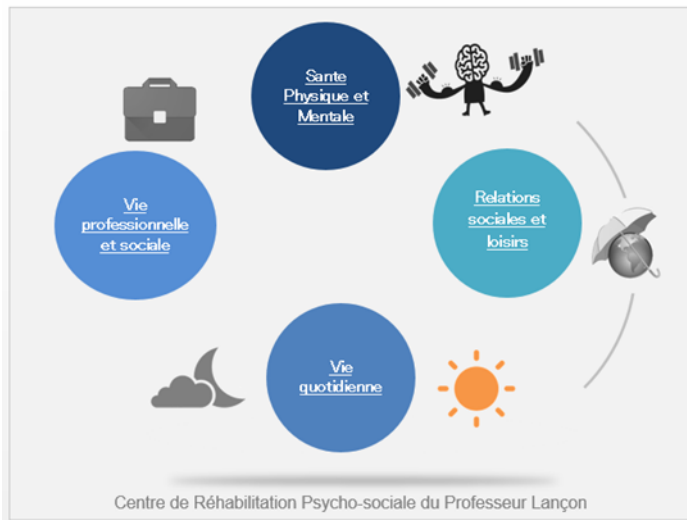 Sante
Physique et
Mentale
Vie
professionnelle
et sociale
Relations
sociales et
loisirs
Vie
quotidienne
Centre de Réhabilitation Psycho-sociale du Professeur Lançon